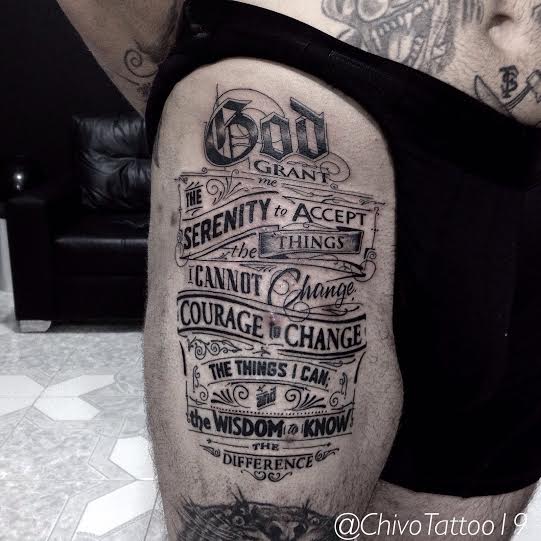 God
GRANT
me
THE
SERENITY to ACCEPT
the THINGS
I CANNOT Change,
COURAGE to CHANGE
THE THINGS I CAN;
and
the WISDOM to KNOW
THE
DIFFERENCE
@ChivoTattoo19